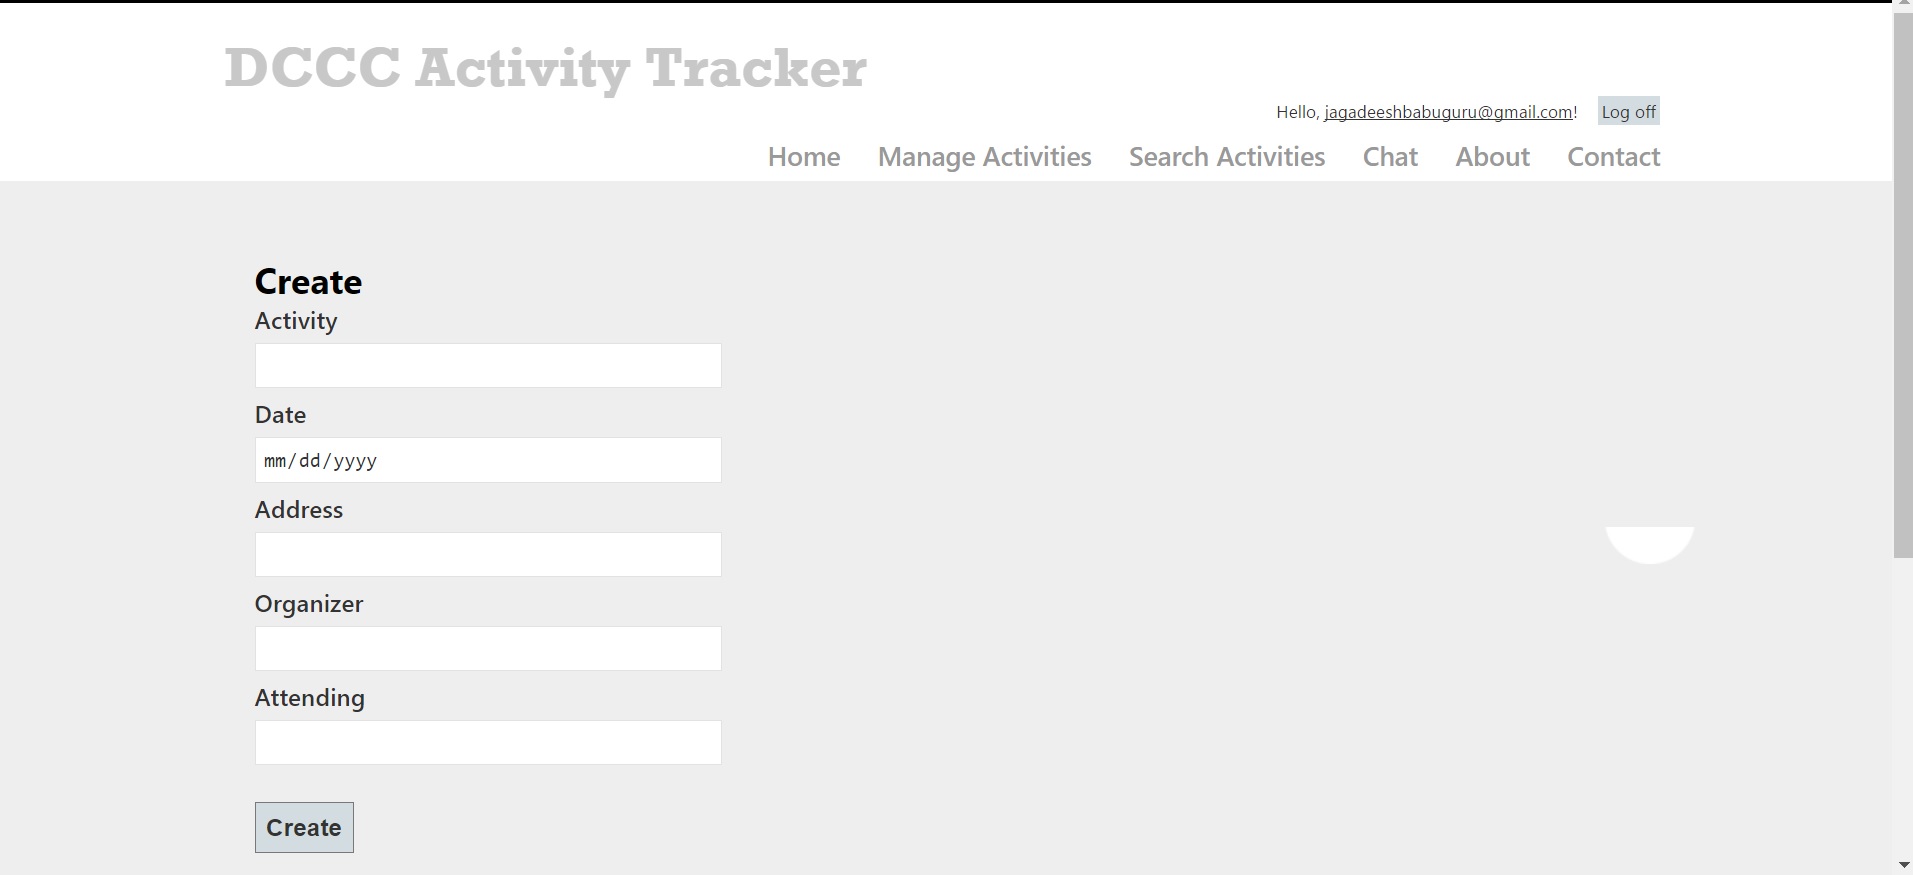 DCCC Activity Tracker
Hello, jagadeeshbabuguru@gmail.com! Log off
Home Manage Activities Search Activities Chat About Contact
Create
Activity
Date
mm/dd/yyyy
Address
Organizer
Attending
Create